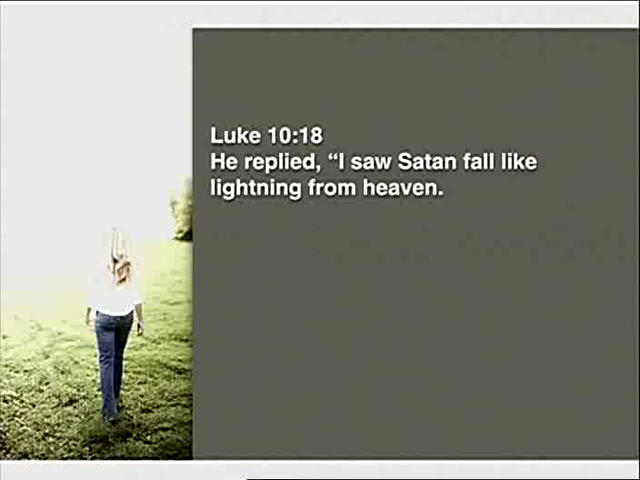 Luke 10:18
He replied, “I saw Satan fall like
lightning from heaven.